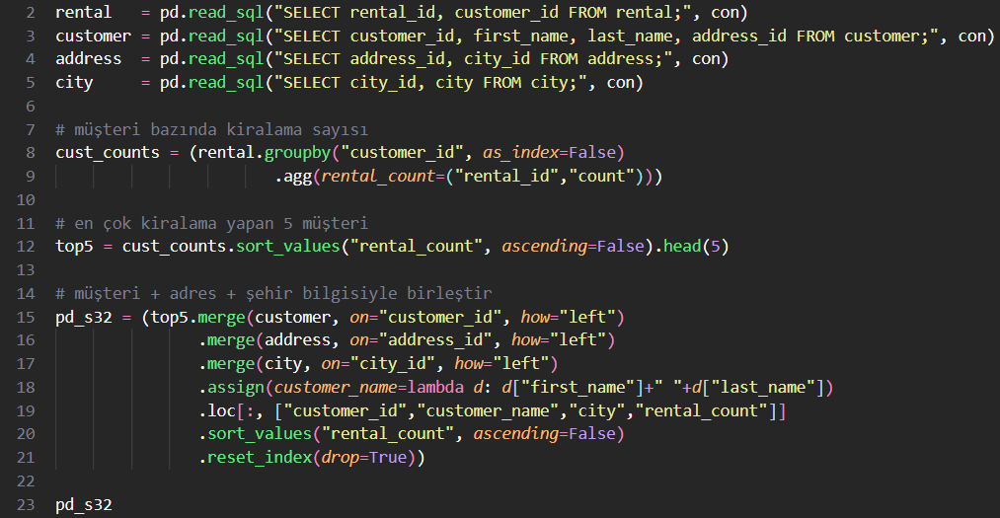 2 rental   = pd.read_sql("SELECT rental_id, customer_id FROM rental;", con)
3 customer = pd.read_sql("SELECT customer_id, first_name, last_name, address_id FROM customer;", con)
4 address  = pd.read_sql("SELECT address_id, city_id FROM address;", con)
5 city     = pd.read_sql("SELECT city_id, city FROM city;", con)
6
7 # müşteri bazında kiralama sayısı
8 cust_counts = (rental.groupby("customer_id", as_index=False)
9                       .agg(rental_count=("rental_id","count")))
10
11 # en çok kiralama yapan 5 müşteri
12 top5 = cust_counts.sort_values("rental_count", ascending=False).head(5)
13
14 # müşteri + adres + şehir bilgisiyle birleştir
15 pd_s32 = (top5.merge(customer, on="customer_id", how="left")
16               .merge(address, on="address_id", how="left")
17               .merge(city, on="city_id", how="left")
18               .assign(customer_name=lambda d: d["first_name"]+" "+d["last_name"])
19               .loc[:, ["customer_id","customer_name","city","rental_count"]]
20               .sort_values("rental_count", ascending=False)
21               .reset_index(drop=True))
22
23 pd_s32